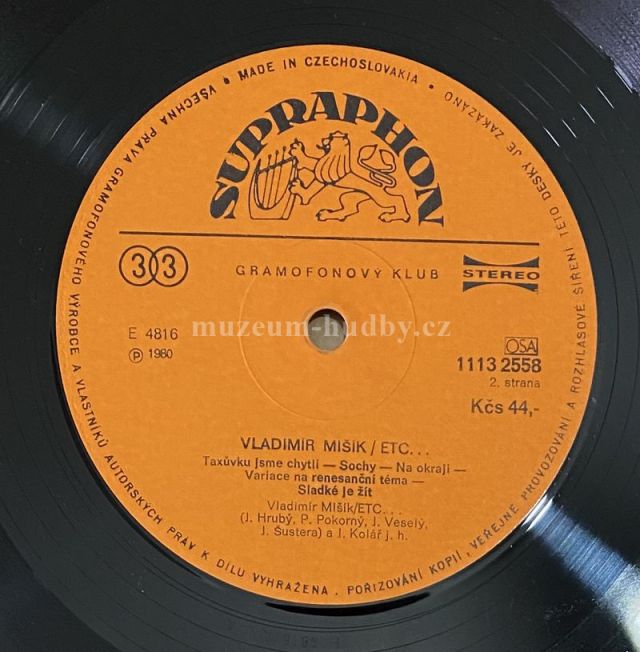 VŠECHNA PRÁVA GRAMOFONOVÉHO VÝROBCE A VLASTNÍKŮ AUTORSKÝCH PRÁV K DÍLU VYHRAŽENA. POŘIZOVÁNÍ KOPIÍ, VEŘEJNÉ PROVOZOVÁNÍ A ROZHLASOVÉ ŠÍŘENÍ TÉTO DESKY JE ZAKÁZÁNO
• MADE IN CZECHOSLOVAKIA •
SUPRAPHON
33
GRAMOFONOVÝ KLUB
STEREO
muzeum-hudby.cz
E 4816
℗ 1980
OSA
1113 2558
2. strana
Kčs 44,-
VLADIMÍR MIŠÍK / ETC...
Taxůvku jsme chytli — Sochy — Na okraji —
Variace na renesanční téma —
Sladké je žít
Vladimír Mišík/ETC...
(J. Hrubý, P. Pokorný, J. Veselý,
J. Šustera) a J. Kolář j. h.